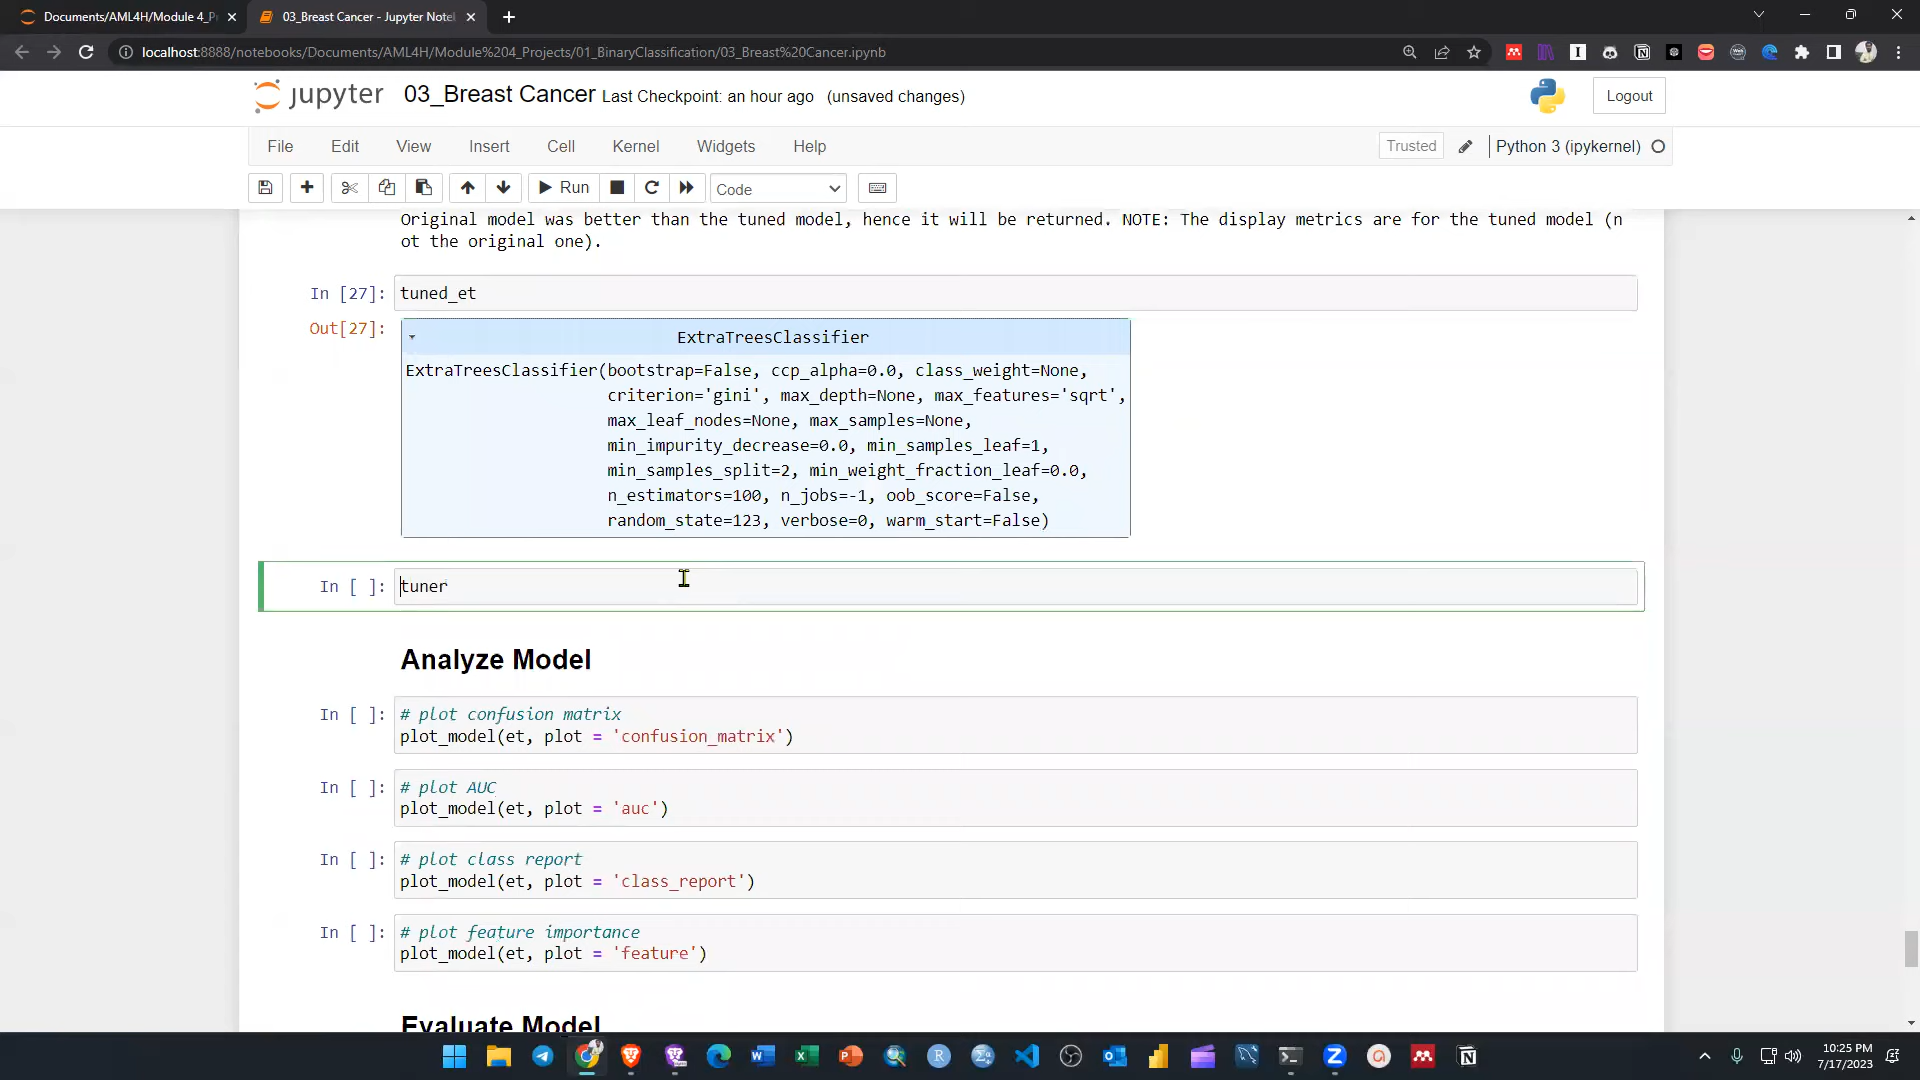 Documents/AML4H/Module 4_P
03_Breast Cancer - Jupyter Note
localhost:8888/notebooks/Documents/AML4H/Module%204_Projects/01_BinaryClassification/03_Breast%20Cancer.ipynb
jupyter 03_Breast Cancer Last Checkpoint: an hour ago (unsaved changes)
Logout
File Edit View Insert Cell Kernel Widgets Help
Trusted Python 3 (ipykernel)
Run Code
Original model was better than the tuned model, hence it will be returned. NOTE: The display metrics are for the tuned model (n
ot the original one).
In [27]: tuned_et
Out[27]: ExtraTreesClassifier
ExtraTreesClassifier(bootstrap=False, ccp_alpha=0.0, class_weight=None,
criterion='gini', max_depth=None, max_features='sqrt',
max_leaf_nodes=None, max_samples=None,
min_impurity_decrease=0.0, min_samples_leaf=1,
min_samples_split=2, min_weight_fraction_leaf=0.0,
n_estimators=100, n_jobs=-1, oob_score=False,
random_state=123, verbose=0, warm_start=False)
In [ ]: tuner
Analyze Model
In [ ]: # plot confusion matrix
plot_model(et, plot = 'confusion_matrix')
In [ ]: # plot AUC
plot_model(et, plot = 'auc')
In [ ]: # plot class report
plot_model(et, plot = 'class_report')
In [ ]: # plot feature importance
plot_model(et, plot = 'feature')
Evaluate Model
10:25 PM
7/17/2023